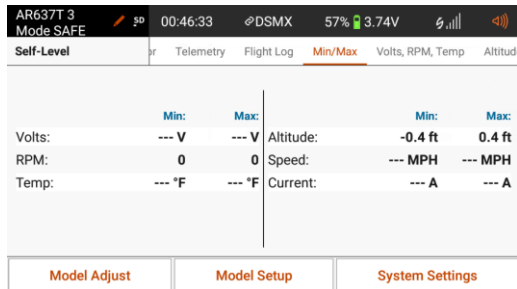 AR637T 3
Mode SAFE
5D 00:46:33 DSMX 57% 3.74V
Self-Level
or Telemetry Flight Log Min/Max Volts, RPM, Temp Altitud
Min: Max: Min: Max:
Volts: --- V --- V Altitude: -0.4 ft 0.4 ft
RPM: 0 0 Speed: --- MPH --- MPH
Temp: --- °F --- °F Current: --- A --- A
Model Adjust Model Setup System Settings